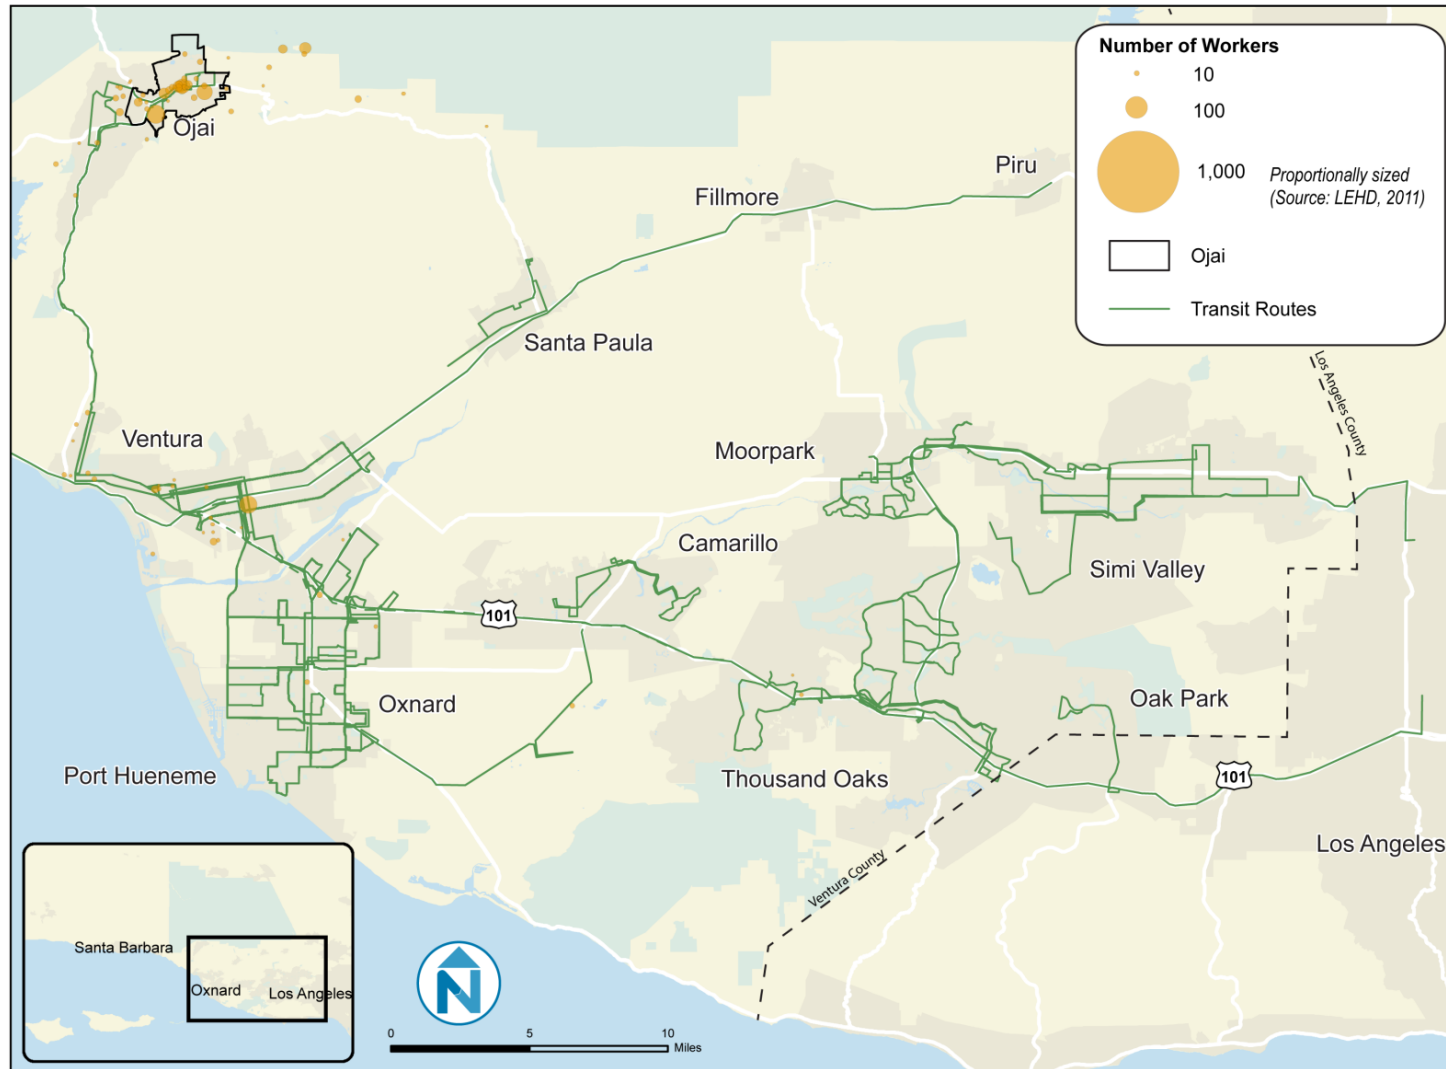 Number of Workers
10
100
1,000
Proportionally sized
(Source: LEHD, 2011)
Ojai
Transit Routes
Ojai
Piru
Fillmore
Santa Paula
Los Angeles County
Ventura
Moorpark
Camarillo
Simi Valley
101
Oxnard
Oak Park
Port Hueneme
Thousand Oaks
101
Los Angeles
Ventura County
Santa Barbara
Oxnard
Los Angeles
N
0
5
10
Miles